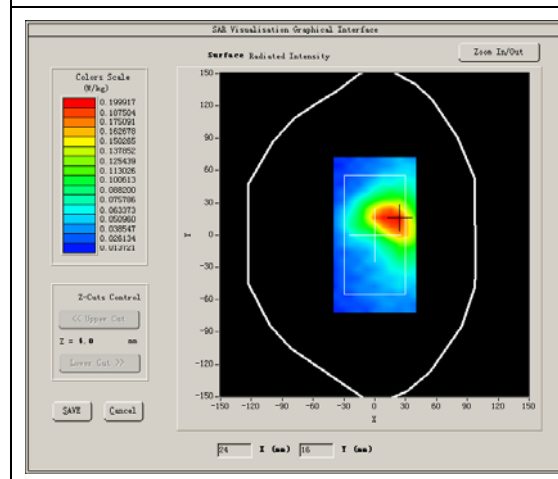 SAR Visualisation Graphical Interface
Surface Radiated Intensity
Zoom In/Out
Colors Scale
(W/kg)
0.199917
0.187504
0.175091
0.162678
0.150265
0.137852
0.125439
0.113026
0.100613
0.088200
0.075786
0.063373
0.050960
0.038547
0.026134
0.013721
Z-Cuts Control
<< Upper Cut
Z = 4.0 mm
Lower Cut >>
SAVE
Cancel
150
120
90
60
30
0
-30
-60
-90
-120
-150
Y
-150 -120 -90 -60 -30 0 30 60 90 120 150
X
24 X (mm) 16 Y (mm)